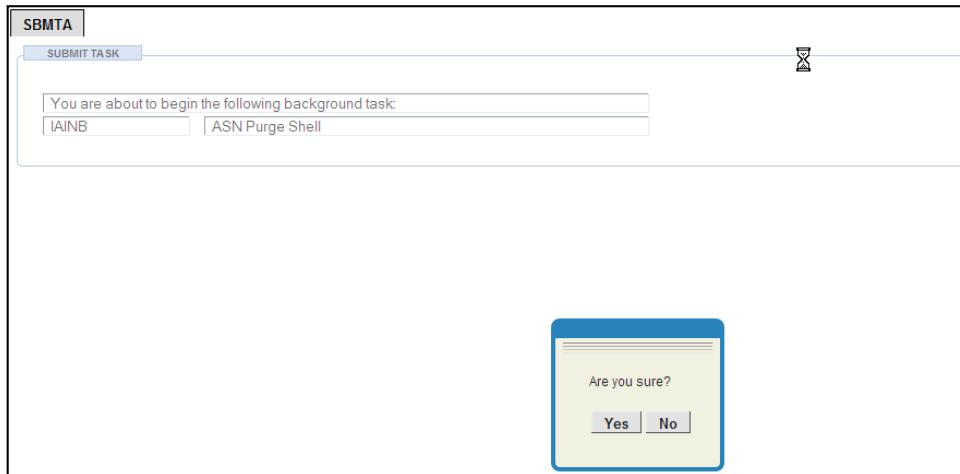 SBMTA
SUBMIT TASK
You are about to begin the following background task:
IAINB ASN Purge Shell
Are you sure?
Yes No